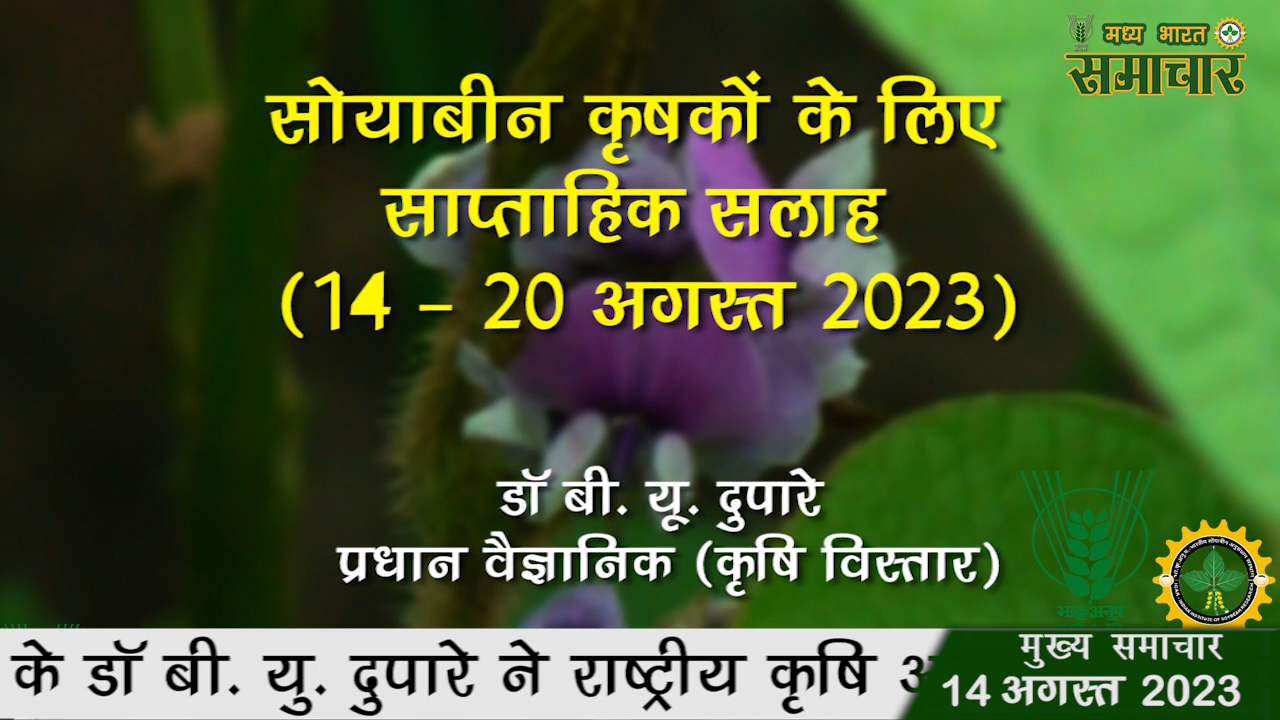 मध्य भारत
समाचार
सोयाबीन कृषकों के लिए
साप्ताहिक सलाह
(14 – 20 अगस्त 2023)
डॉ बी. यू. दुपारे
प्रधान वैज्ञानिक (कृषि विस्तार)
के डॉ बी. यु. दुपारे ने राष्ट्रीय कृषि
मुख्य समाचार
14 अगस्त 2023